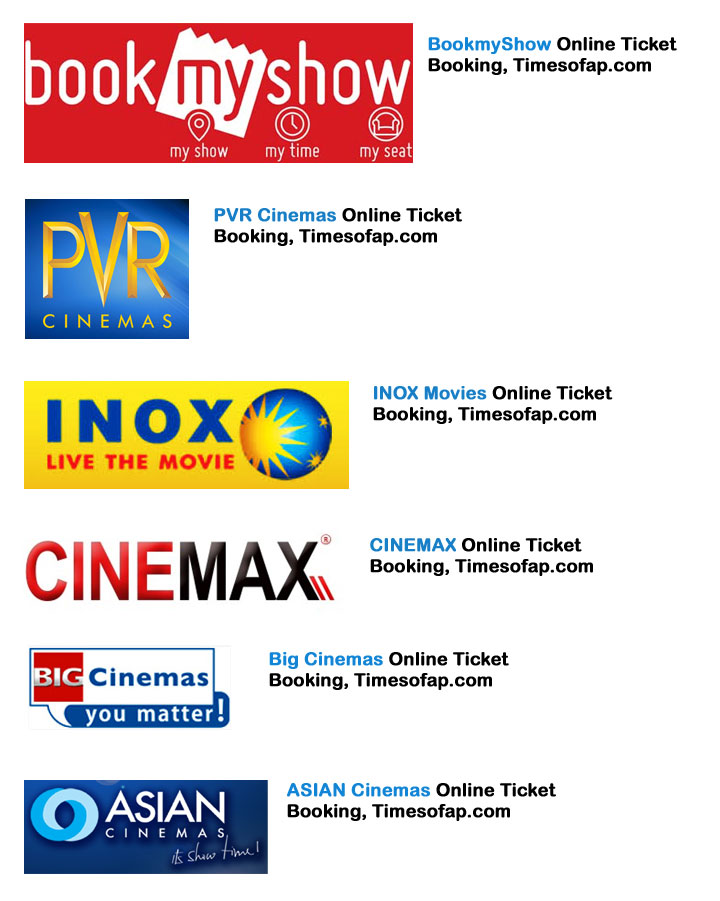 bookmyshow
my show my time my seat
BookmyShow Online Ticket
Booking, Timesofap.com
PVR
CINEMAS
PVR Cinemas Online Ticket
Booking, Timesofap.com
INOX
LIVE THE MOVIE
INOX Movies Online Ticket
Booking, Timesofap.com
CINEMAX®
CINEMAX Online Ticket
Booking, Timesofap.com
BIG Cinemas
you matter!
Big Cinemas Online Ticket
Booking, Timesofap.com
ASIAN
CINEMAS
its show time!
ASIAN Cinemas Online Ticket
Booking, Timesofap.com